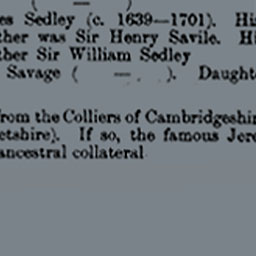 ( — )
es Sedley (c. 1639—1701). His
ther was Sir Henry Savile. Hi
ther Sir William Sedley
Savage ( — ). Daught
from the Colliers of Cambridgeshir
etshire). If so, the famous Jere
ancestral collateral